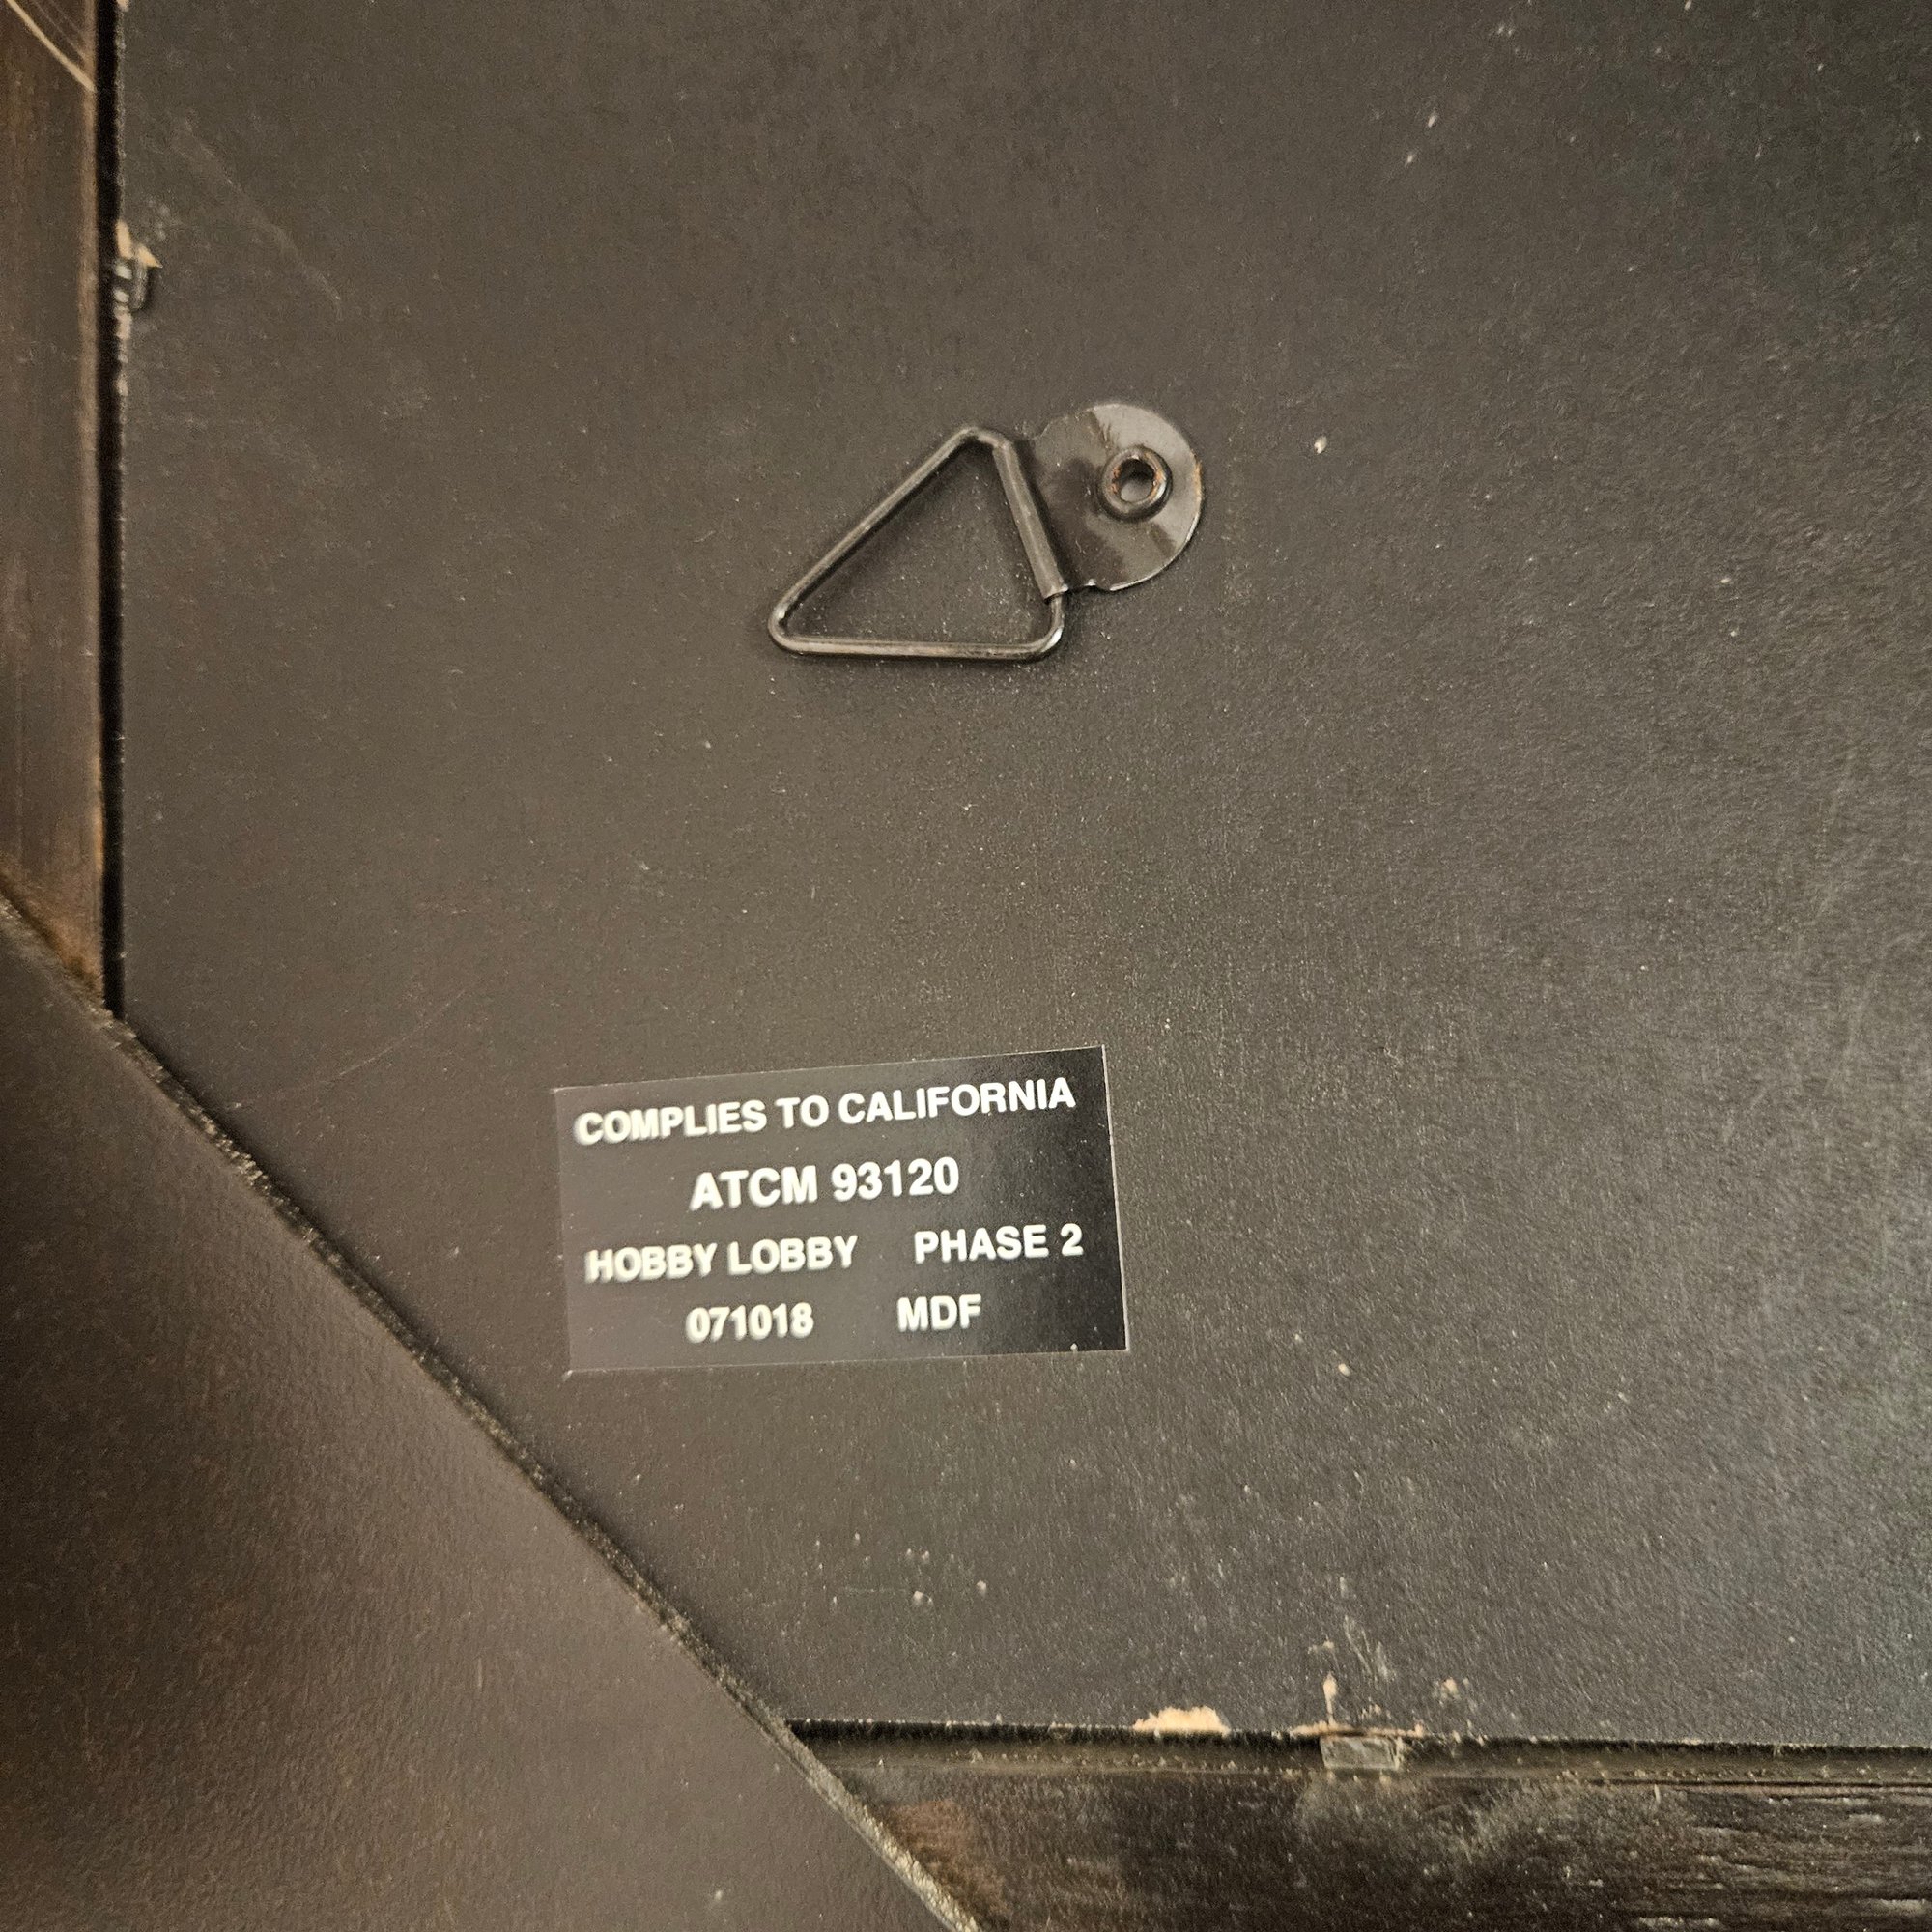 COMPLIES TO CALIFORNIA
ATCM 93120
HOBBY LOBBY PHASE 2
071018 MDF